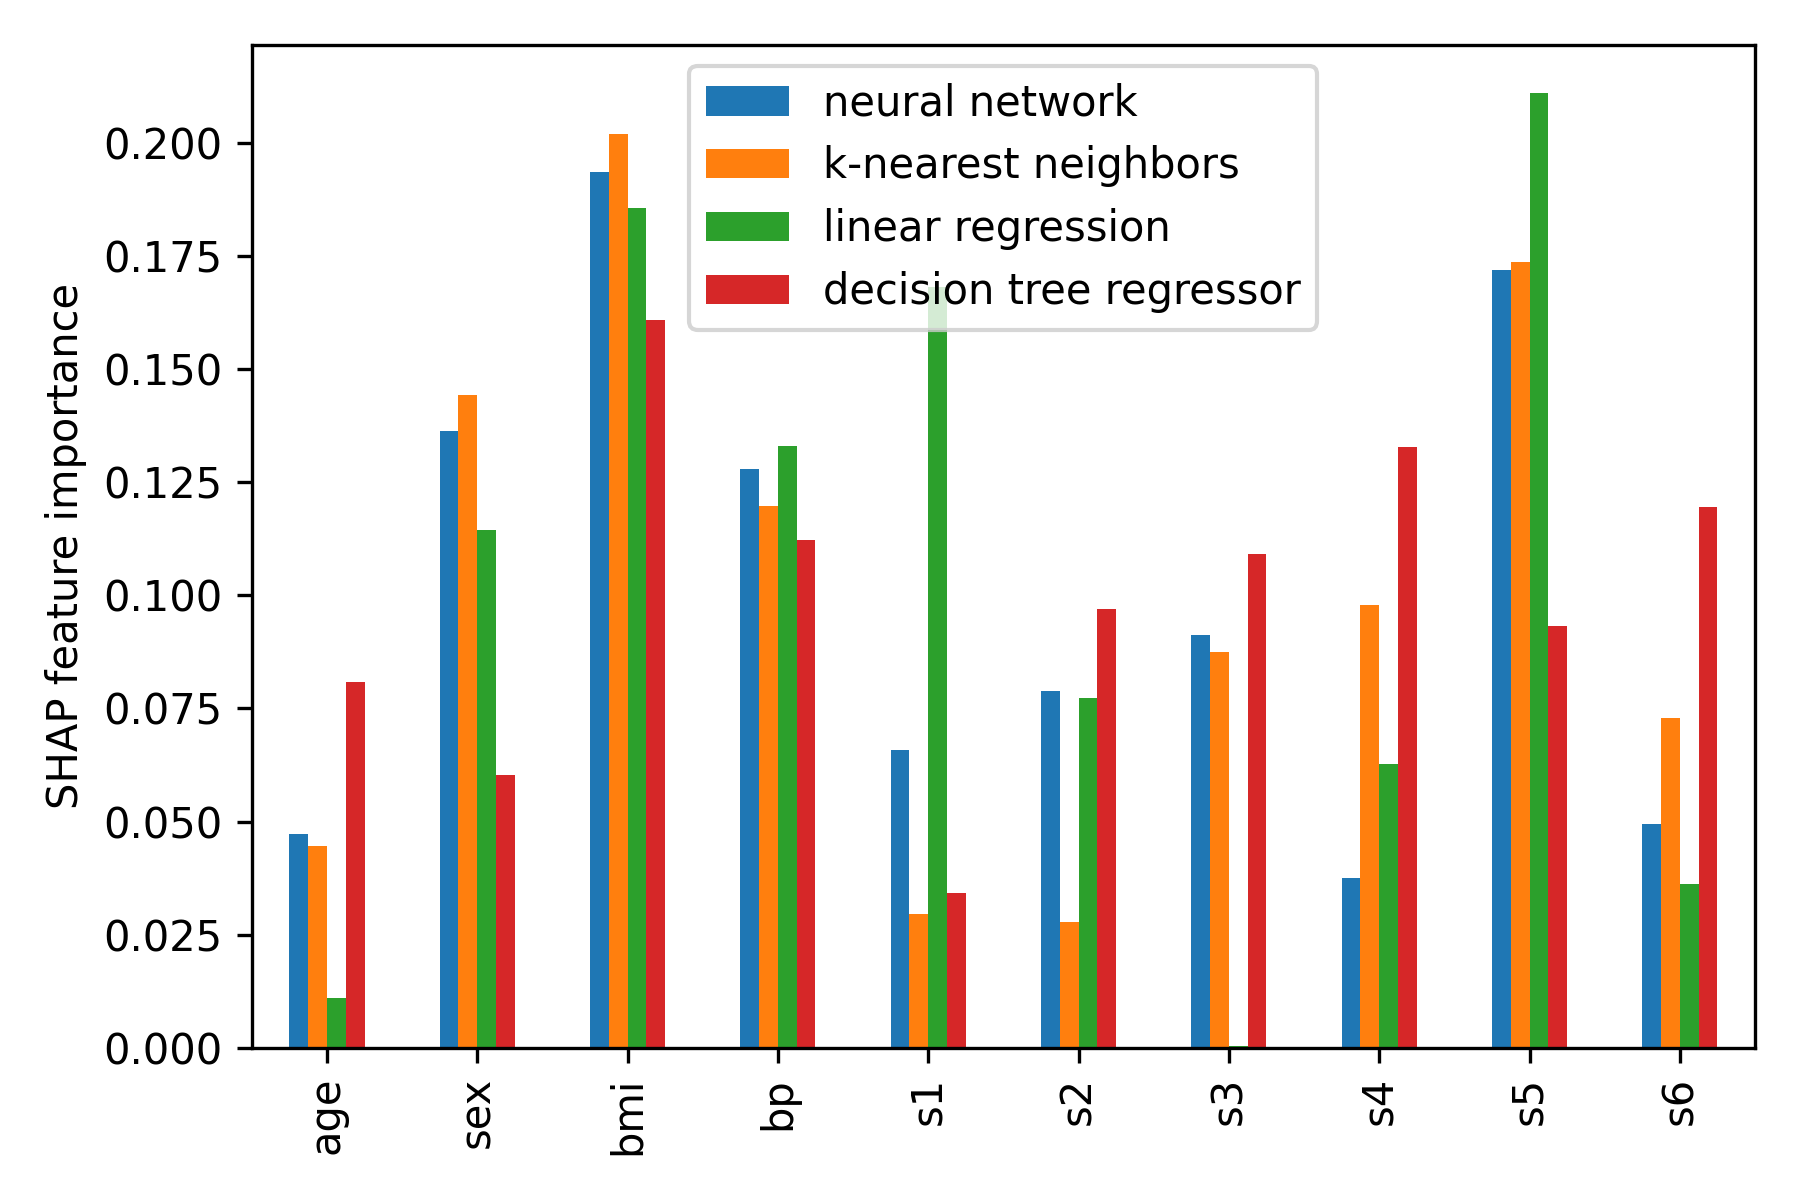 neural network
k-nearest neighbors
linear regression
decision tree regressor
SHAP feature importance
0.200
0.175
0.150
0.125
0.100
0.075
0.050
0.025
0.000
age
sex
bmi
bp
s1
s2
s3
s4
s5
s6